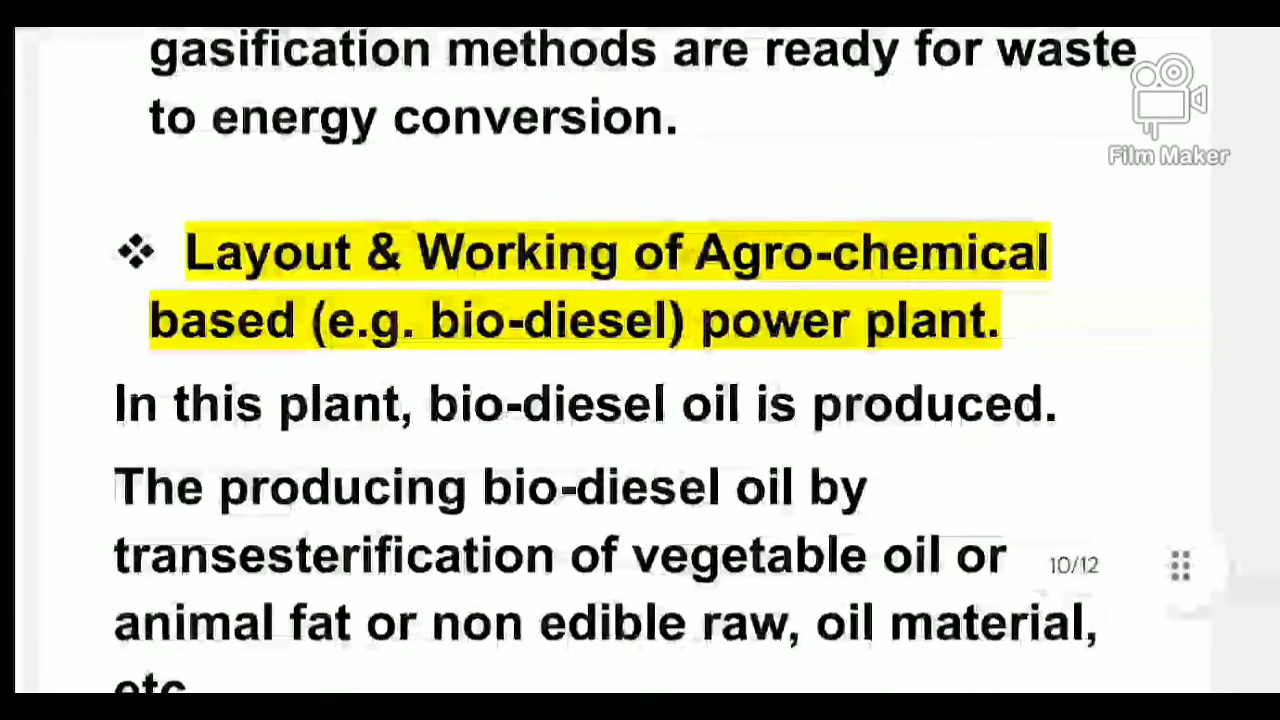 gasification methods are ready for waste
to energy conversion.
Film Maker
❖ Layout & Working of Agro-chemical
based (e.g. bio-diesel) power plant.
In this plant, bio-diesel oil is produced.
The producing bio-diesel oil by
transesterification of vegetable oil or
10/12
animal fat or non edible raw, oil material,
etc